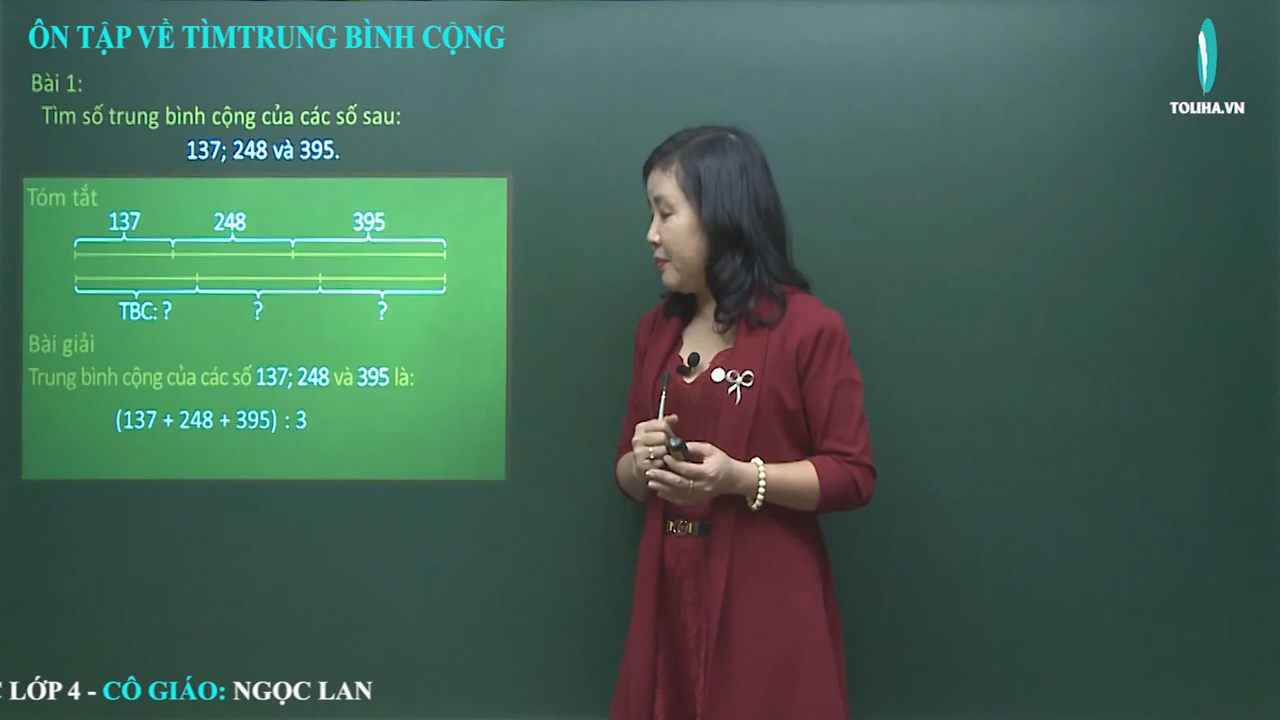 ÔN TẬP VỀ TÌMTRUNG BÌNH CỘNG
TOLIHA.VN
Bài 1:
Tìm số trung bình cộng của các số sau:
137; 248 và 395.
Tóm tắt
137 248 395
TBC: ? ? ?
Bài giải
Trung bình cộng của các số 137; 248 và 395 là:
(137 + 248 + 395) : 3
LỚP 4 - CÔ GIÁO: NGỌC LAN